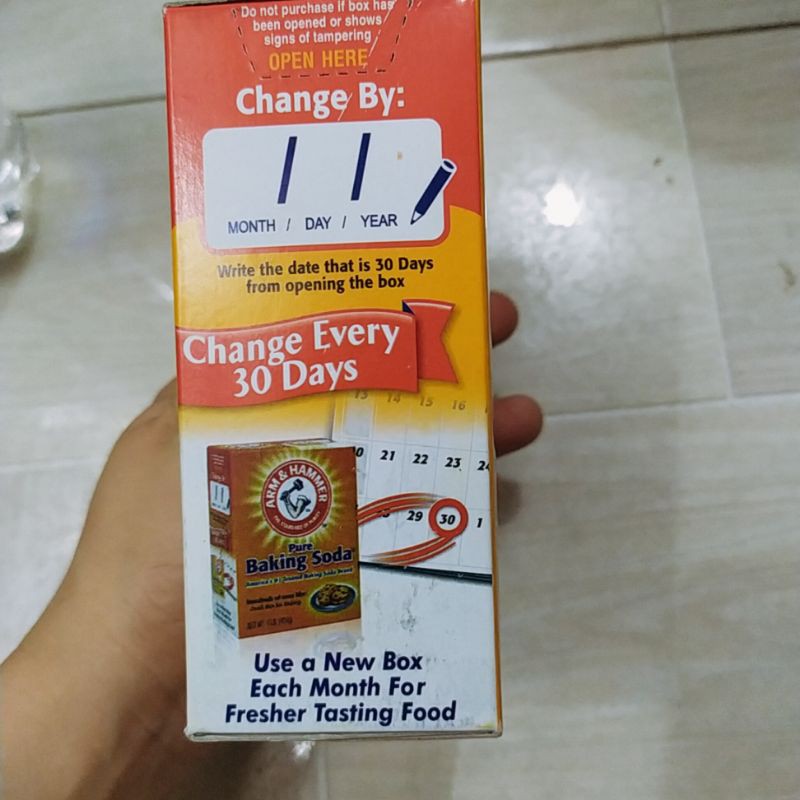 Do not purchase if box has
been opened or shows
signs of tampering
OPEN HERE
Change By:
/ /
MONTH / DAY / YEAR
Write the date that is 30 Days
from opening the box
Change Every
30 Days
13 14 15 16
21 22 23 24
29 30 1
ARM & HAMMER
Pure
Baking Soda
Use a New Box
Each Month For
Fresher Tasting Food